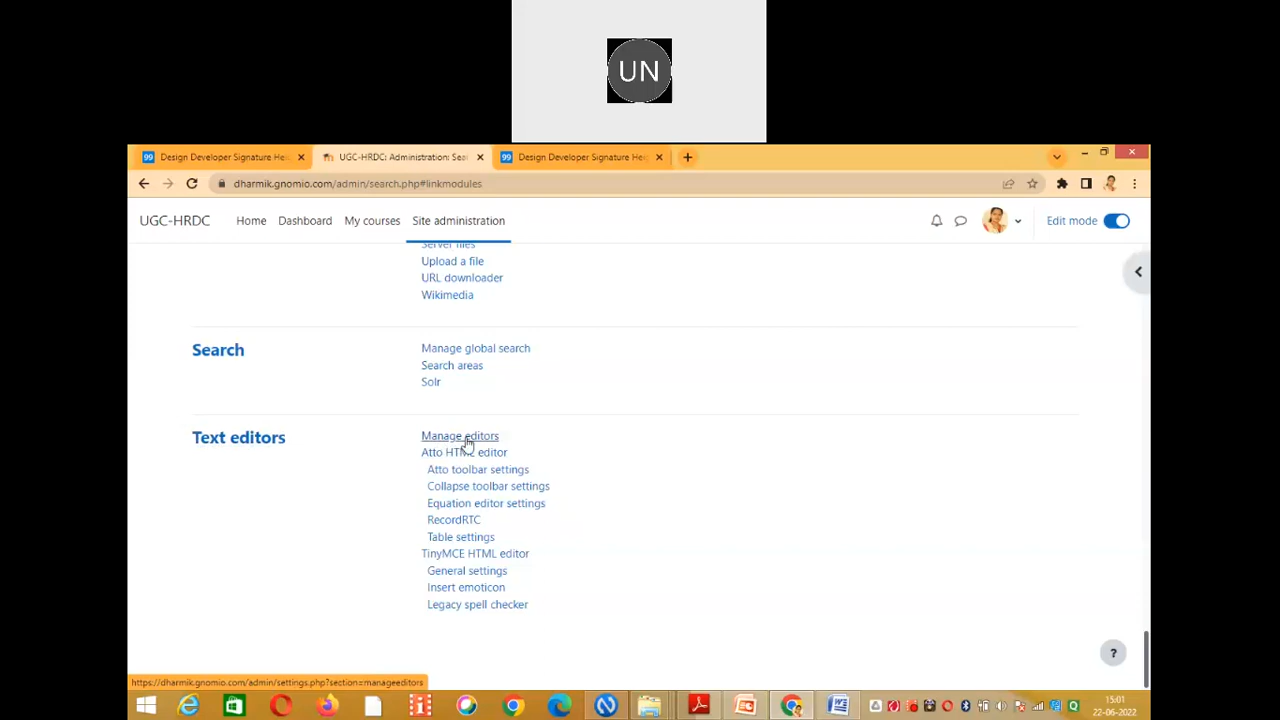 UN
Design Developer Signature He
UGC-HRDC: Administration: Sea
Design Developer Signature He
dharmik.gnomio.com/admin/search.php#linkmodules
UGC-HRDC
Home
Dashboard
My courses
Site administration
Edit mode
Server files
Upload a file
URL downloader
Wikimedia
Search
Manage global search
Search areas
Solr
Text editors
Manage editors
Atto HTML editor
Atto toolbar settings
Collapse toolbar settings
Equation editor settings
RecordRTC
Table settings
TinyMCE HTML editor
General settings
Insert emoticon
Legacy spell checker
?
https://dharmik.gnomio.com/admin/settings.php?section=manageeditors
15:01
22-06-2022